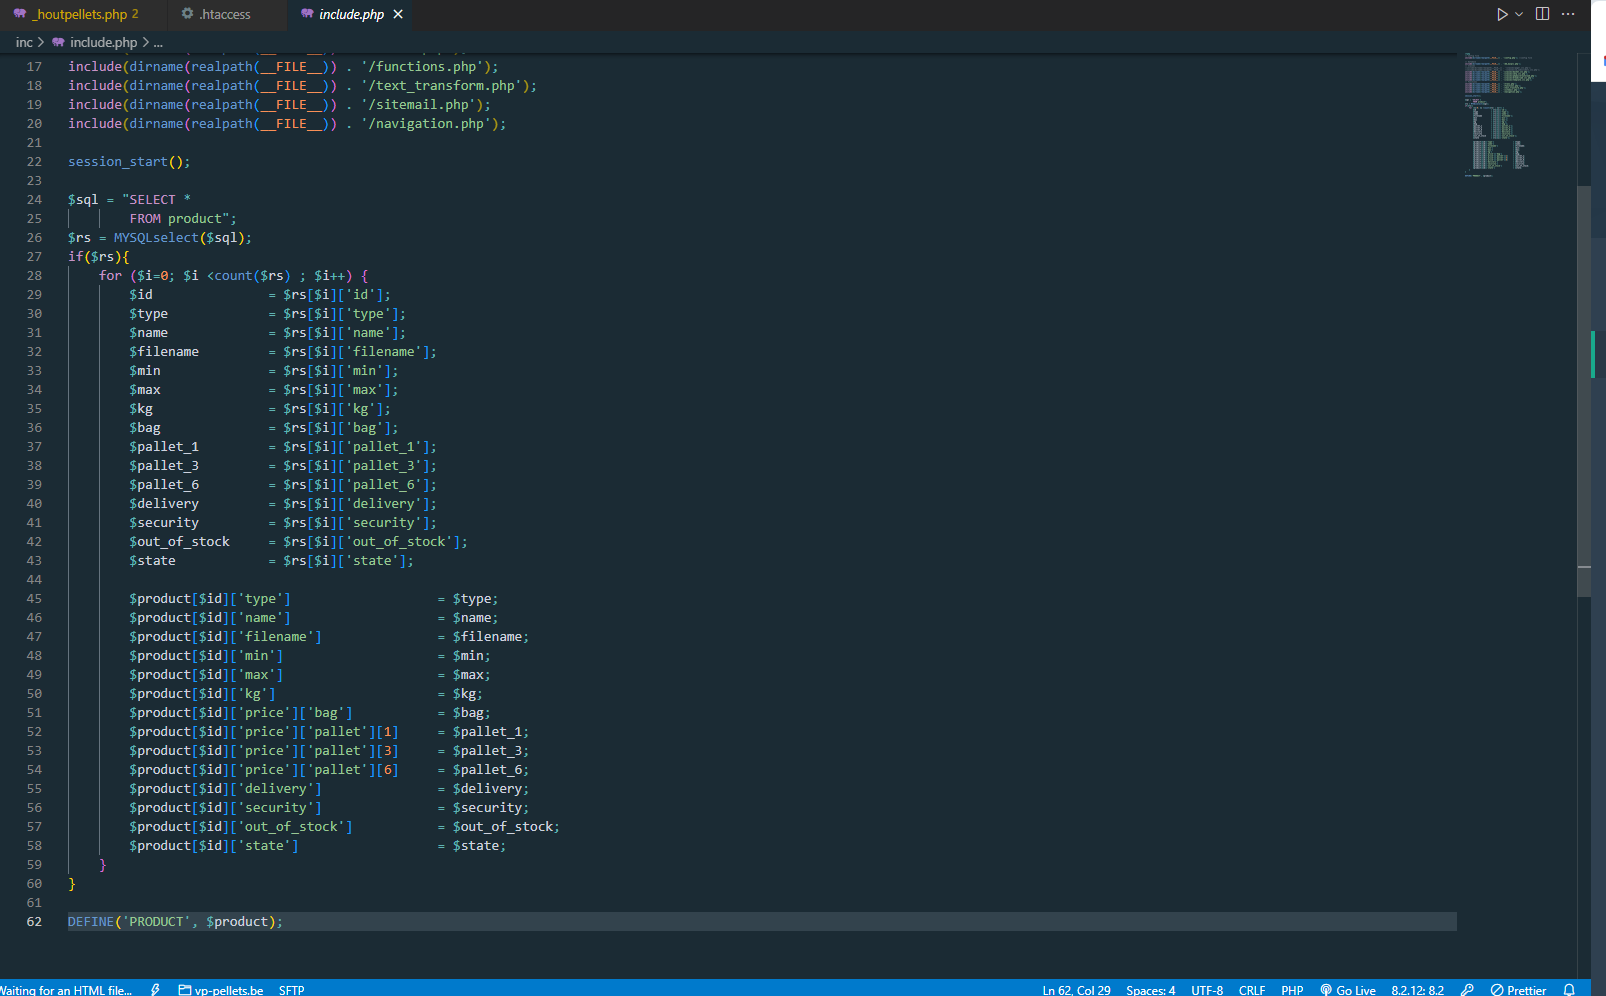 _houtpellets.php 2
.htaccess
include.php
inc > include.php > ...
17 include(dirname(realpath(__FILE__)) . '/functions.php');
18 include(dirname(realpath(__FILE__)) . '/text_transform.php');
19 include(dirname(realpath(__FILE__)) . '/sitemail.php');
20 include(dirname(realpath(__FILE__)) . '/navigation.php');
21
22 session_start();
23
24 $sql = "SELECT *
25 FROM product";
26 $rs = MYSQLselect($sql);
27 if($rs){
28 for ($i=0; $i <count($rs) ; $i++) {
29 $id = $rs[$i]['id'];
30 $type = $rs[$i]['type'];
31 $name = $rs[$i]['name'];
32 $filename = $rs[$i]['filename'];
33 $min = $rs[$i]['min'];
34 $max = $rs[$i]['max'];
35 $kg = $rs[$i]['kg'];
36 $bag = $rs[$i]['bag'];
37 $pallet_1 = $rs[$i]['pallet_1'];
38 $pallet_3 = $rs[$i]['pallet_3'];
39 $pallet_6 = $rs[$i]['pallet_6'];
40 $delivery = $rs[$i]['delivery'];
41 $security = $rs[$i]['security'];
42 $out_of_stock = $rs[$i]['out_of_stock'];
43 $state = $rs[$i]['state'];
44
45 $product[$id]['type'] = $type;
46 $product[$id]['name'] = $name;
47 $product[$id]['filename'] = $filename;
48 $product[$id]['min'] = $min;
49 $product[$id]['max'] = $max;
50 $product[$id]['kg'] = $kg;
51 $product[$id]['price']['bag'] = $bag;
52 $product[$id]['price']['pallet'][1] = $pallet_1;
53 $product[$id]['price']['pallet'][3] = $pallet_3;
54 $product[$id]['price']['pallet'][6] = $pallet_6;
55 $product[$id]['delivery'] = $delivery;
56 $product[$id]['security'] = $security;
57 $product[$id]['out_of_stock'] = $out_of_stock;
58 $product[$id]['state'] = $state;
59 }
60 }
61
62 DEFINE('PRODUCT', $product);
Waiting for an HTML file... vp-pellets.be SFTP Ln 62, Col 29 Spaces: 4 UTF-8 CRLF PHP Go Live 8.2.12: 8.2 Prettier